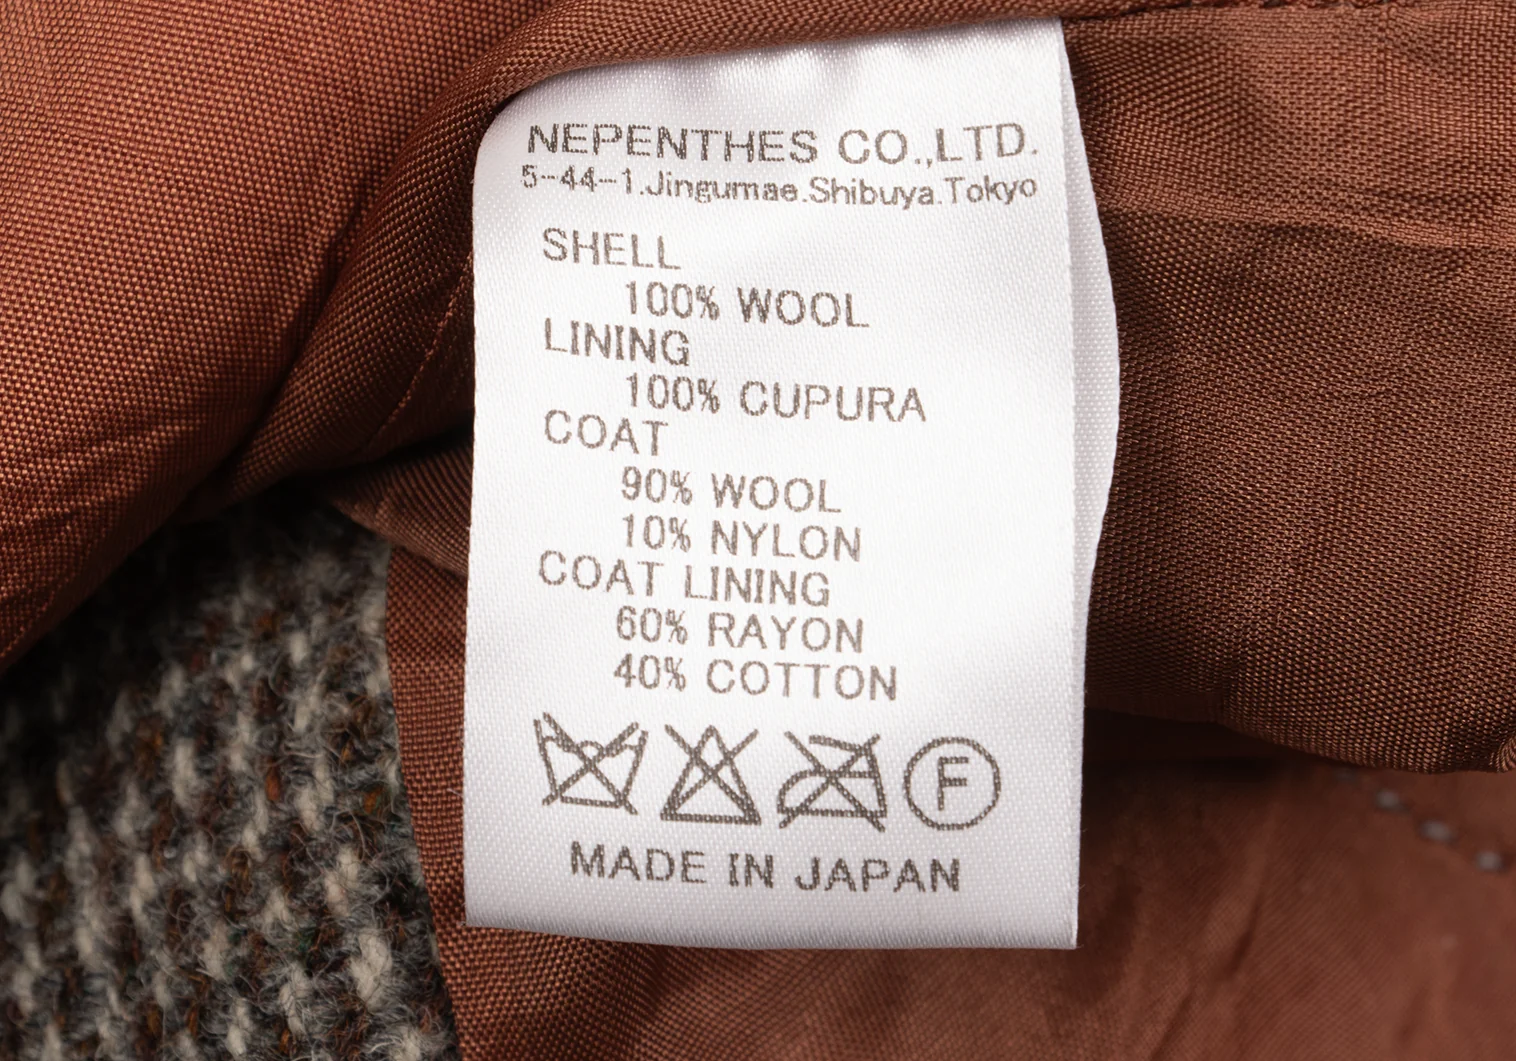 NEPENTHES CO.,LTD.
5-44-1.Jingumae.Shibuya.Tokyo
SHELL
100% WOOL
LINING
100% CUPURA
COAT
90% WOOL
10% NYLON
COAT LINING
60% RAYON
40% COTTON
F
MADE IN JAPAN